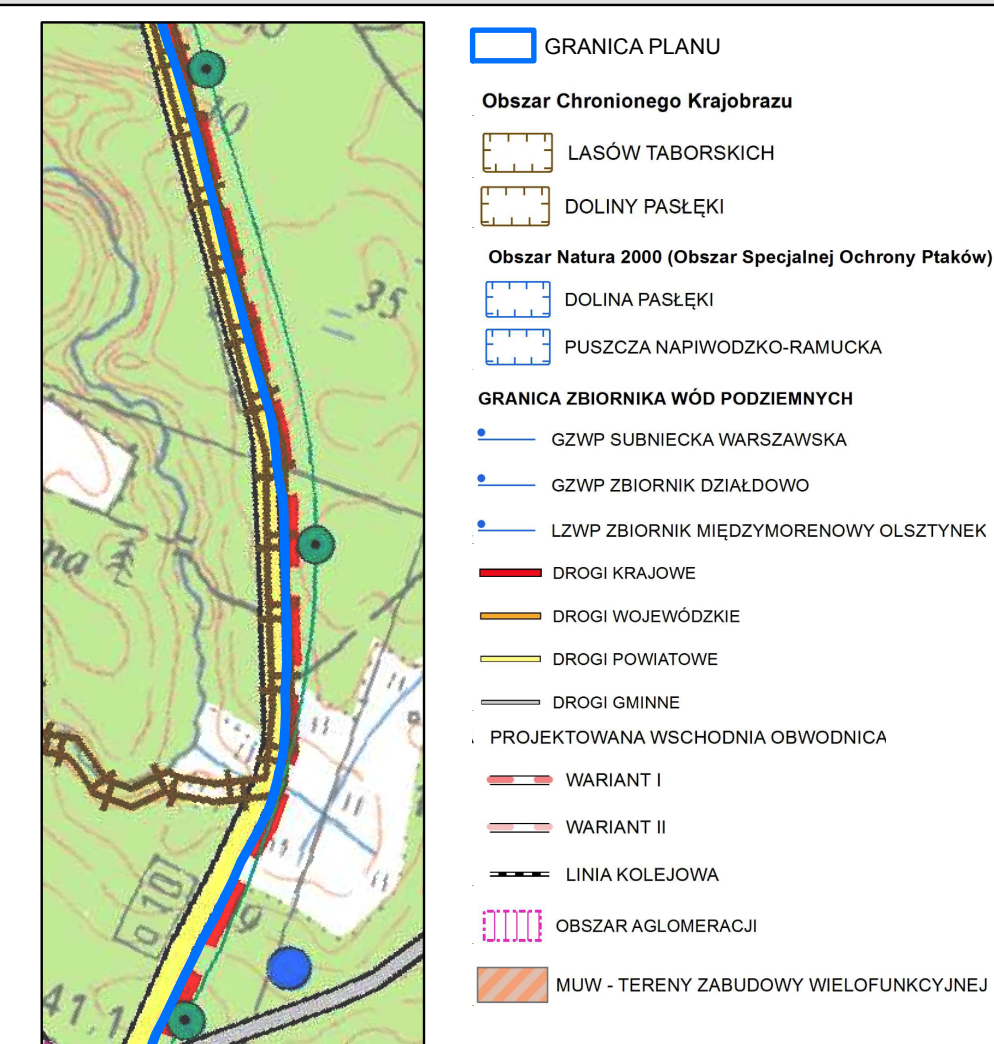 GRANICA PLANU
Obszar Chronionego Krajobrazu
LASÓW TABORSKICH
DOLINY PASŁĘKI
Obszar Natura 2000 (Obszar Specjalnej Ochrony Ptaków)
DOLINA PASŁĘKI
PUSZCZA NAPIWODZKO-RAMUCKA
GRANICA ZBIORNIKA WÓD PODZIEMNYCH
GZWP SUBNIECKA WARSZAWSKA
GZWP ZBIORNIK DZIAŁDOWO
LZWP ZBIORNIK MIĘDZYMORENOWY OLSZTYNEK
DROGI KRAJOWE
DROGI WOJEWÓDZKIE
DROGI POWIATOWE
DROGI GMINNE
PROJEKTOWANA WSCHODNIA OBWODNICA
WARIANT I
WARIANT II
LINIA KOLEJOWA
OBSZAR AGLOMERACJI
MUW - TERENY ZABUDOWY WIELOFUNKCYJNEJ
35
na
9
41.1